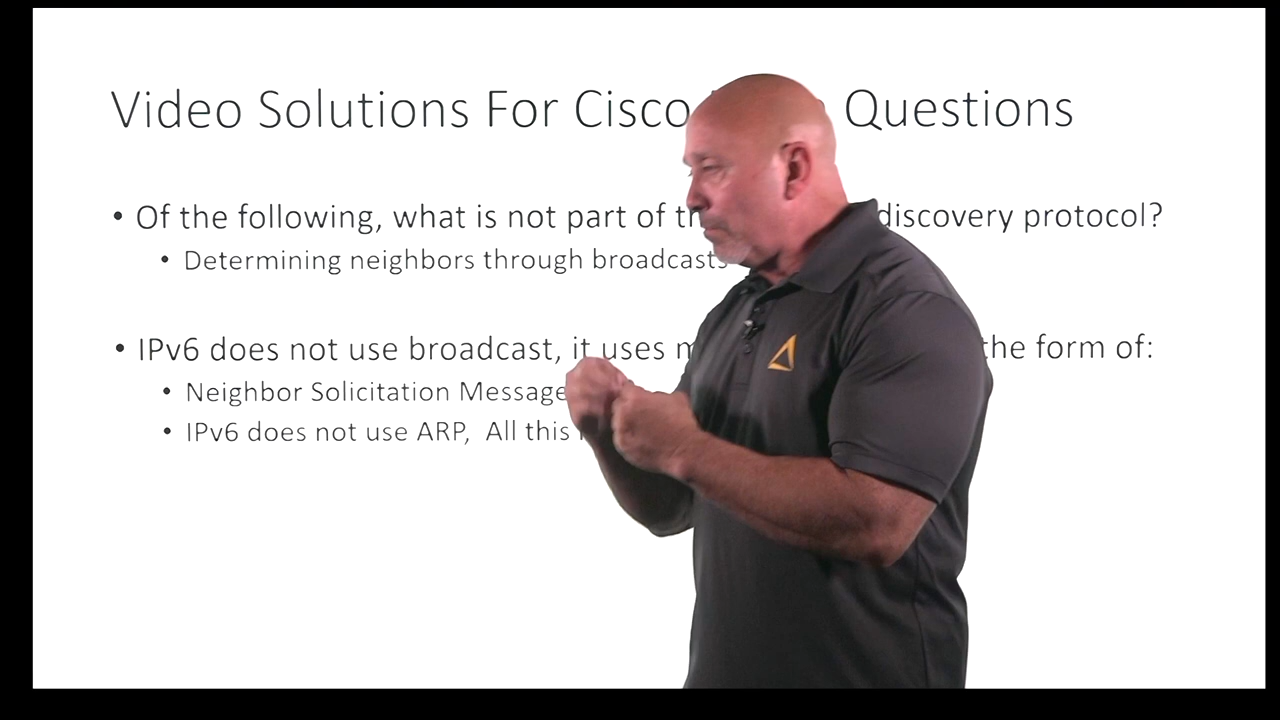 Video Solutions For Cisco Questions
• Of the following, what is not part of discovery protocol?
• Determining neighbors through broadcasts
• IPv6 does not use broadcast, it uses the form of:
• Neighbor Solicitation Message
• IPv6 does not use ARP, All this